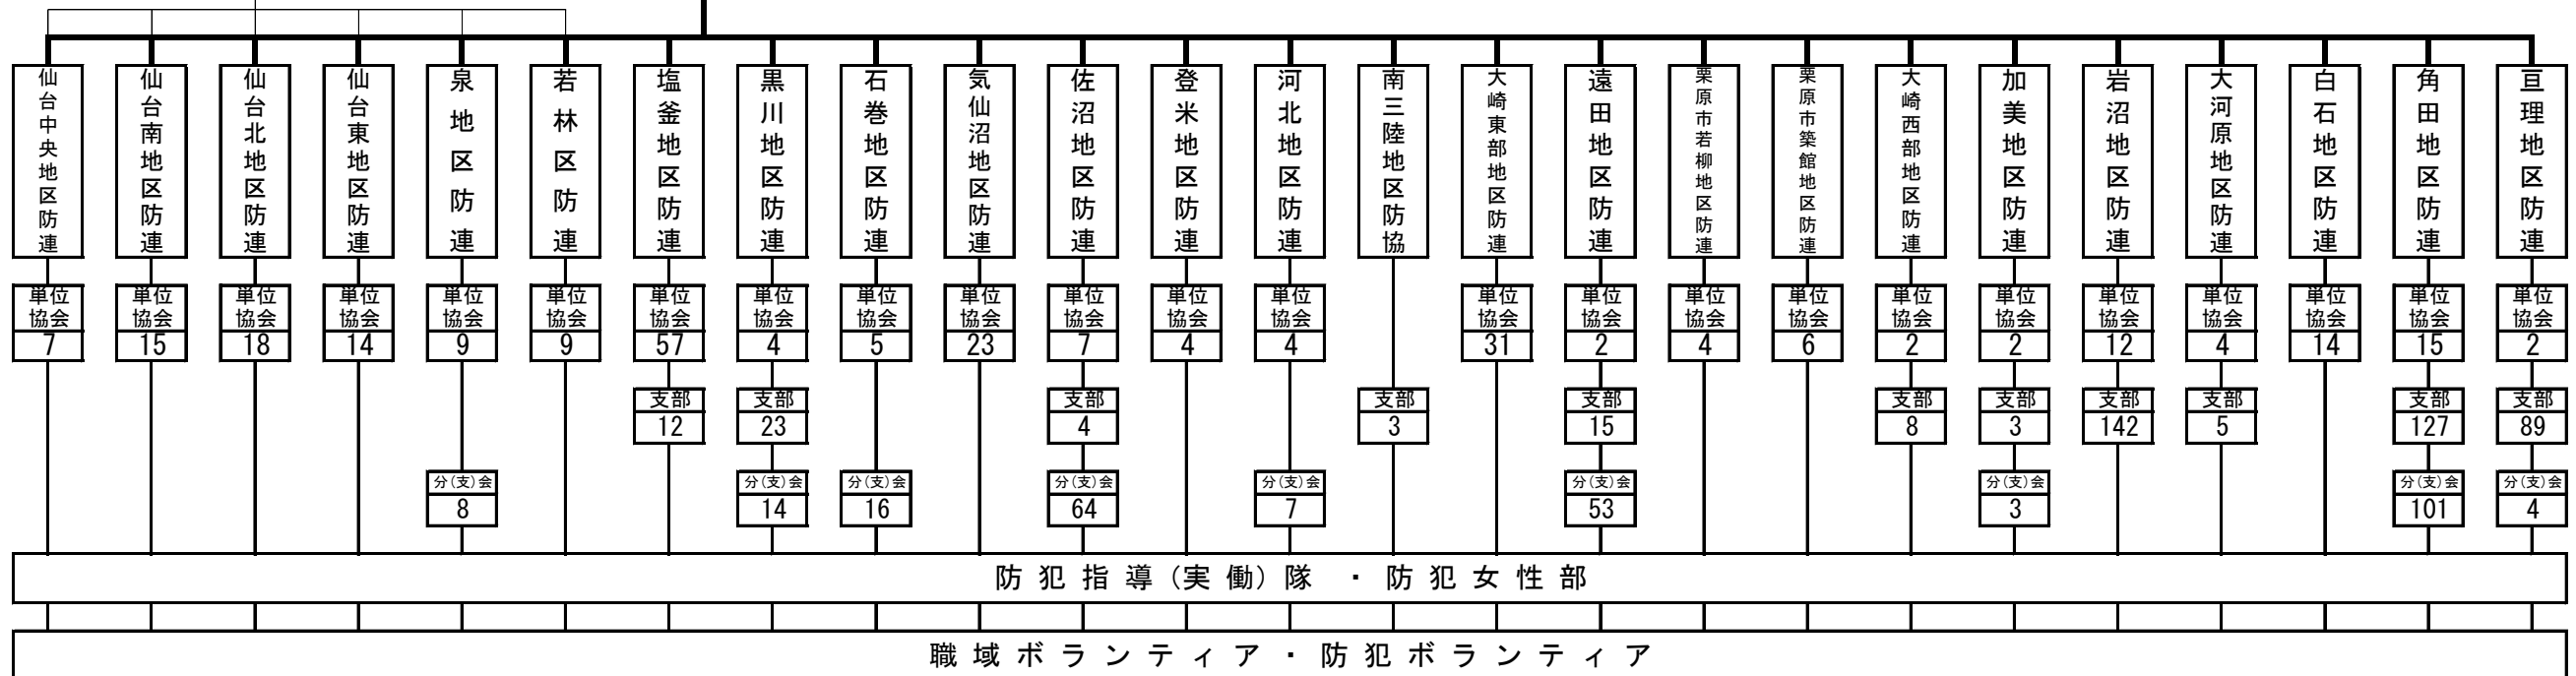 仙台中央地区防連
仙台南地区防連
仙台北地区防連
仙台東地区防連
泉地区防連
若林区防連
塩釜地区防連
黒川地区防連
石巻地区防連
気仙沼地区防連
佐沼地区防連
登米地区防連
河北地区防連
南三陸地区防協
大崎東部地区防連
遠田地区防連
栗原市若柳地区防連
栗原市築館地区防連
大崎西部地区防連
加美地区防連
岩沼地区防連
大河原地区防連
白石地区防連
角田地区防連
亘理地区防連
単位 単位 単位 単位 単位 単位 単位 単位 単位 単位 単位 単位 単位 単位 単位 単位 単位 単位 単位 単位 単位 単位 単位 単位
協会 協会 協会 協会 協会 協会 協会 協会 協会 協会 協会 協会 協会 協会 協会 協会 協会 協会 協会 協会 協会 協会 協会 協会
7 15 18 14 9 9 57 4 5 23 7 4 4 31 2 4 6 2 2 12 4 14 15 2
支部 支部 支部 支部 支部 支部 支部 支部 支部 支部 支部
12 23 4 3 15 8 3 142 5 127 89
分(支)会 分(支)会 分(支)会 分(支)会 分(支)会 分(支)会 分(支)会 分(支)会 分(支)会
8 14 16 64 7 53 3 101 4
防犯指導(実働)隊 ・ 防犯女性部
職域ボランティア・防犯ボランティア